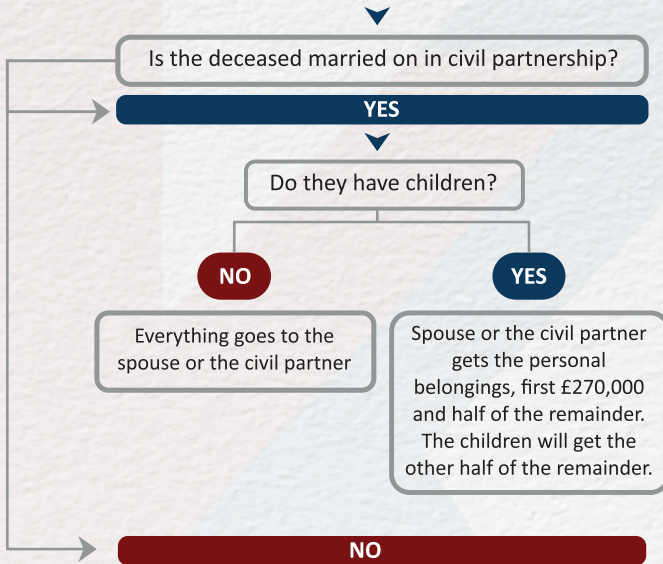 Is the deceased married on in civil partnership?
YES
Do they have children?
NO
Everything goes to the
spouse or the civil partner
YES
Spouse or the civil partner
gets the personal
belongings, first £270,000
and half of the remainder.
The children will get the
other half of the remainder.
NO